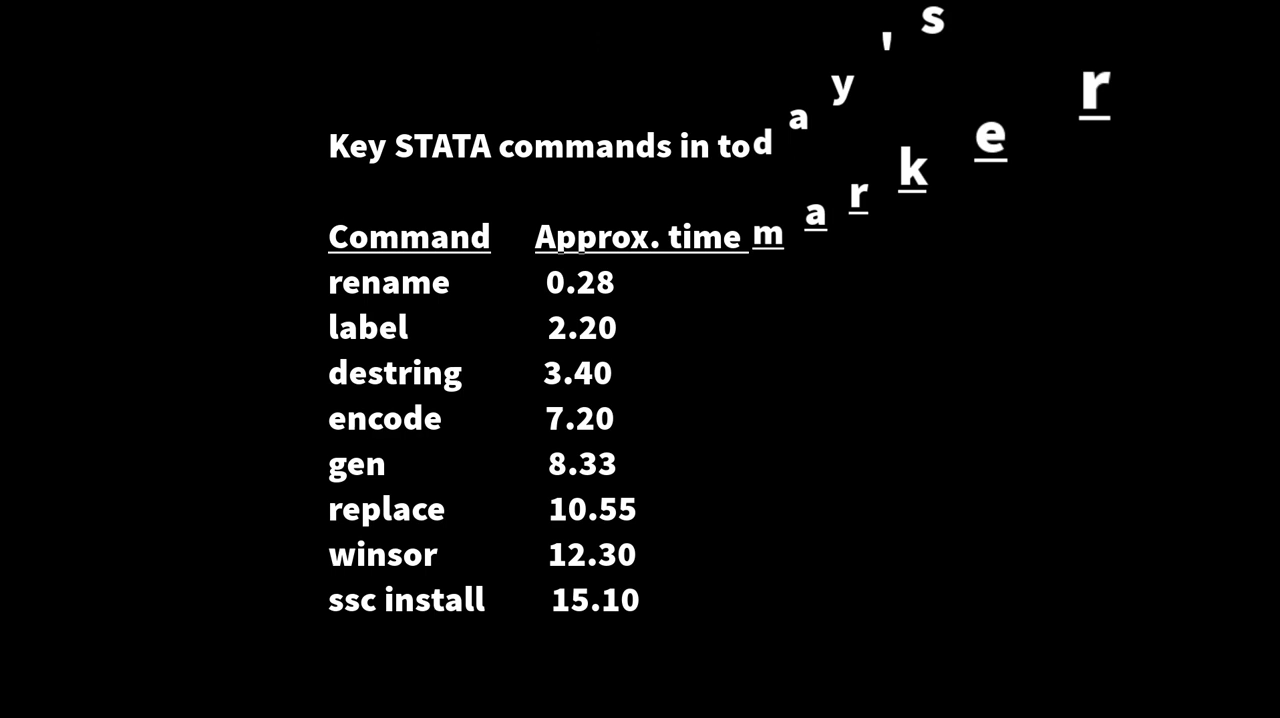 Key STATA commands in today's
Command Approx. time marker
rename 0.28
label 2.20
destring 3.40
encode 7.20
gen 8.33
replace 10.55
winsor 12.30
ssc install 15.10